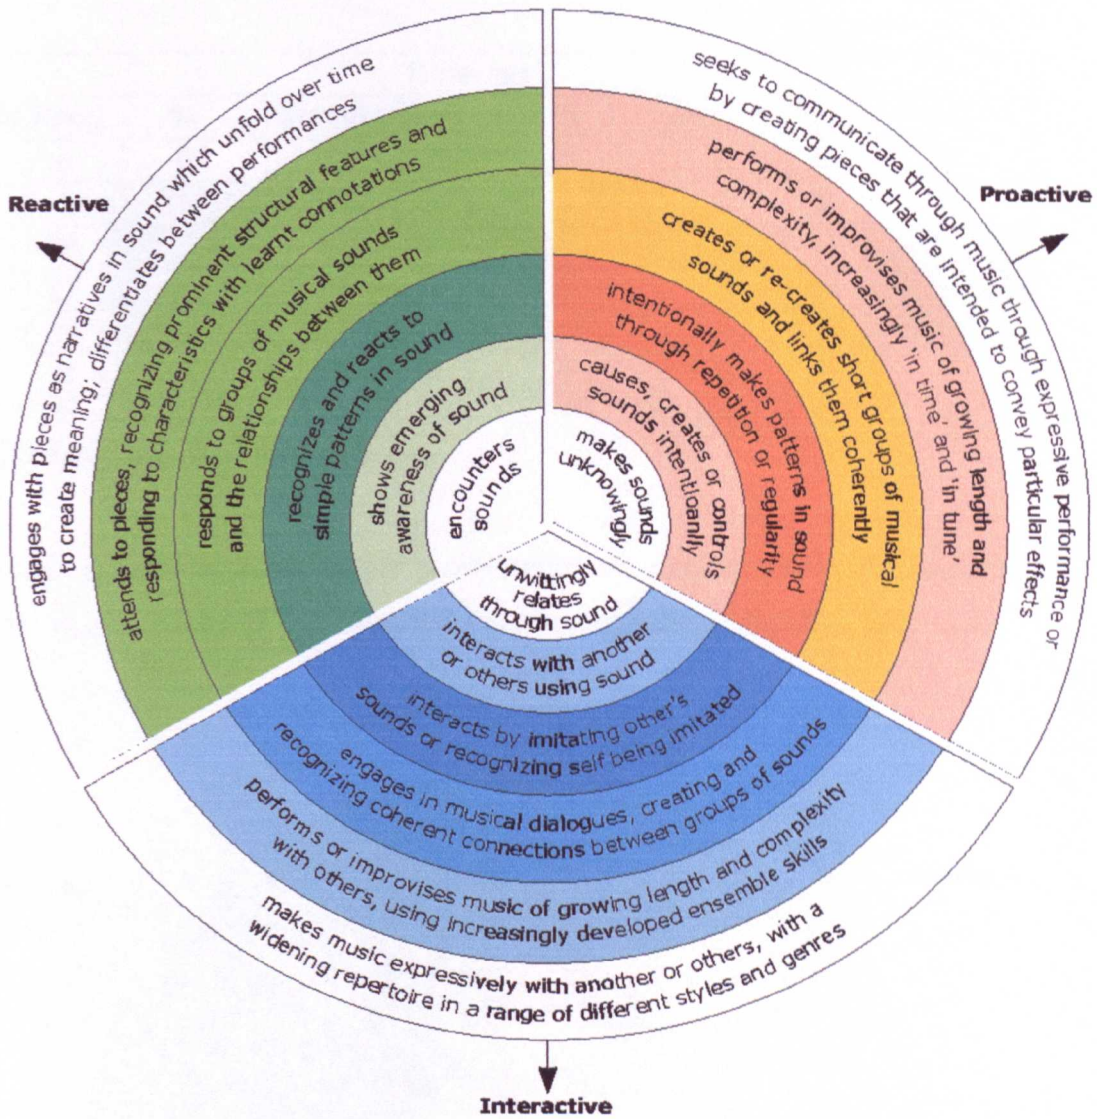 Reactive
engages with pieces as narratives in sound which unfold over time
to create meaning; differentiates between performances
attends to pieces, recognizing prominent structural features and
responding to characteristics with learnt connotations
responds to groups of musical sounds
and the relationships between them
recognizes and reacts to
simple patterns in sound
shows emerging
awareness of sound
encounters
sounds
Proactive
seeks to communicate through music through expressive performance or
by creating pieces that are intended to convey particular effects
performs or improvises music of growing length and
complexity, increasingly 'in time' and 'in tune'
creates or re-creates short groups of musical
sounds and links them coherently
intentionally makes patterns in sound
through repetition or regularity
causes, creates or controls
sounds intentioanlly
makes sounds
unknowingly
unwittingly
relates
through sound
interacts with another
or others using sound
interacts by imitating other's
sounds or recognizing self being imitated
engages in musical dialogues, creating and
recognizing coherent connections between groups of sounds
performs or improvises music of growing length and complexity
with others, using increasingly developed ensemble skills
makes music expressively with another or others, with a
widening repertoire in a range of different styles and genres
Interactive